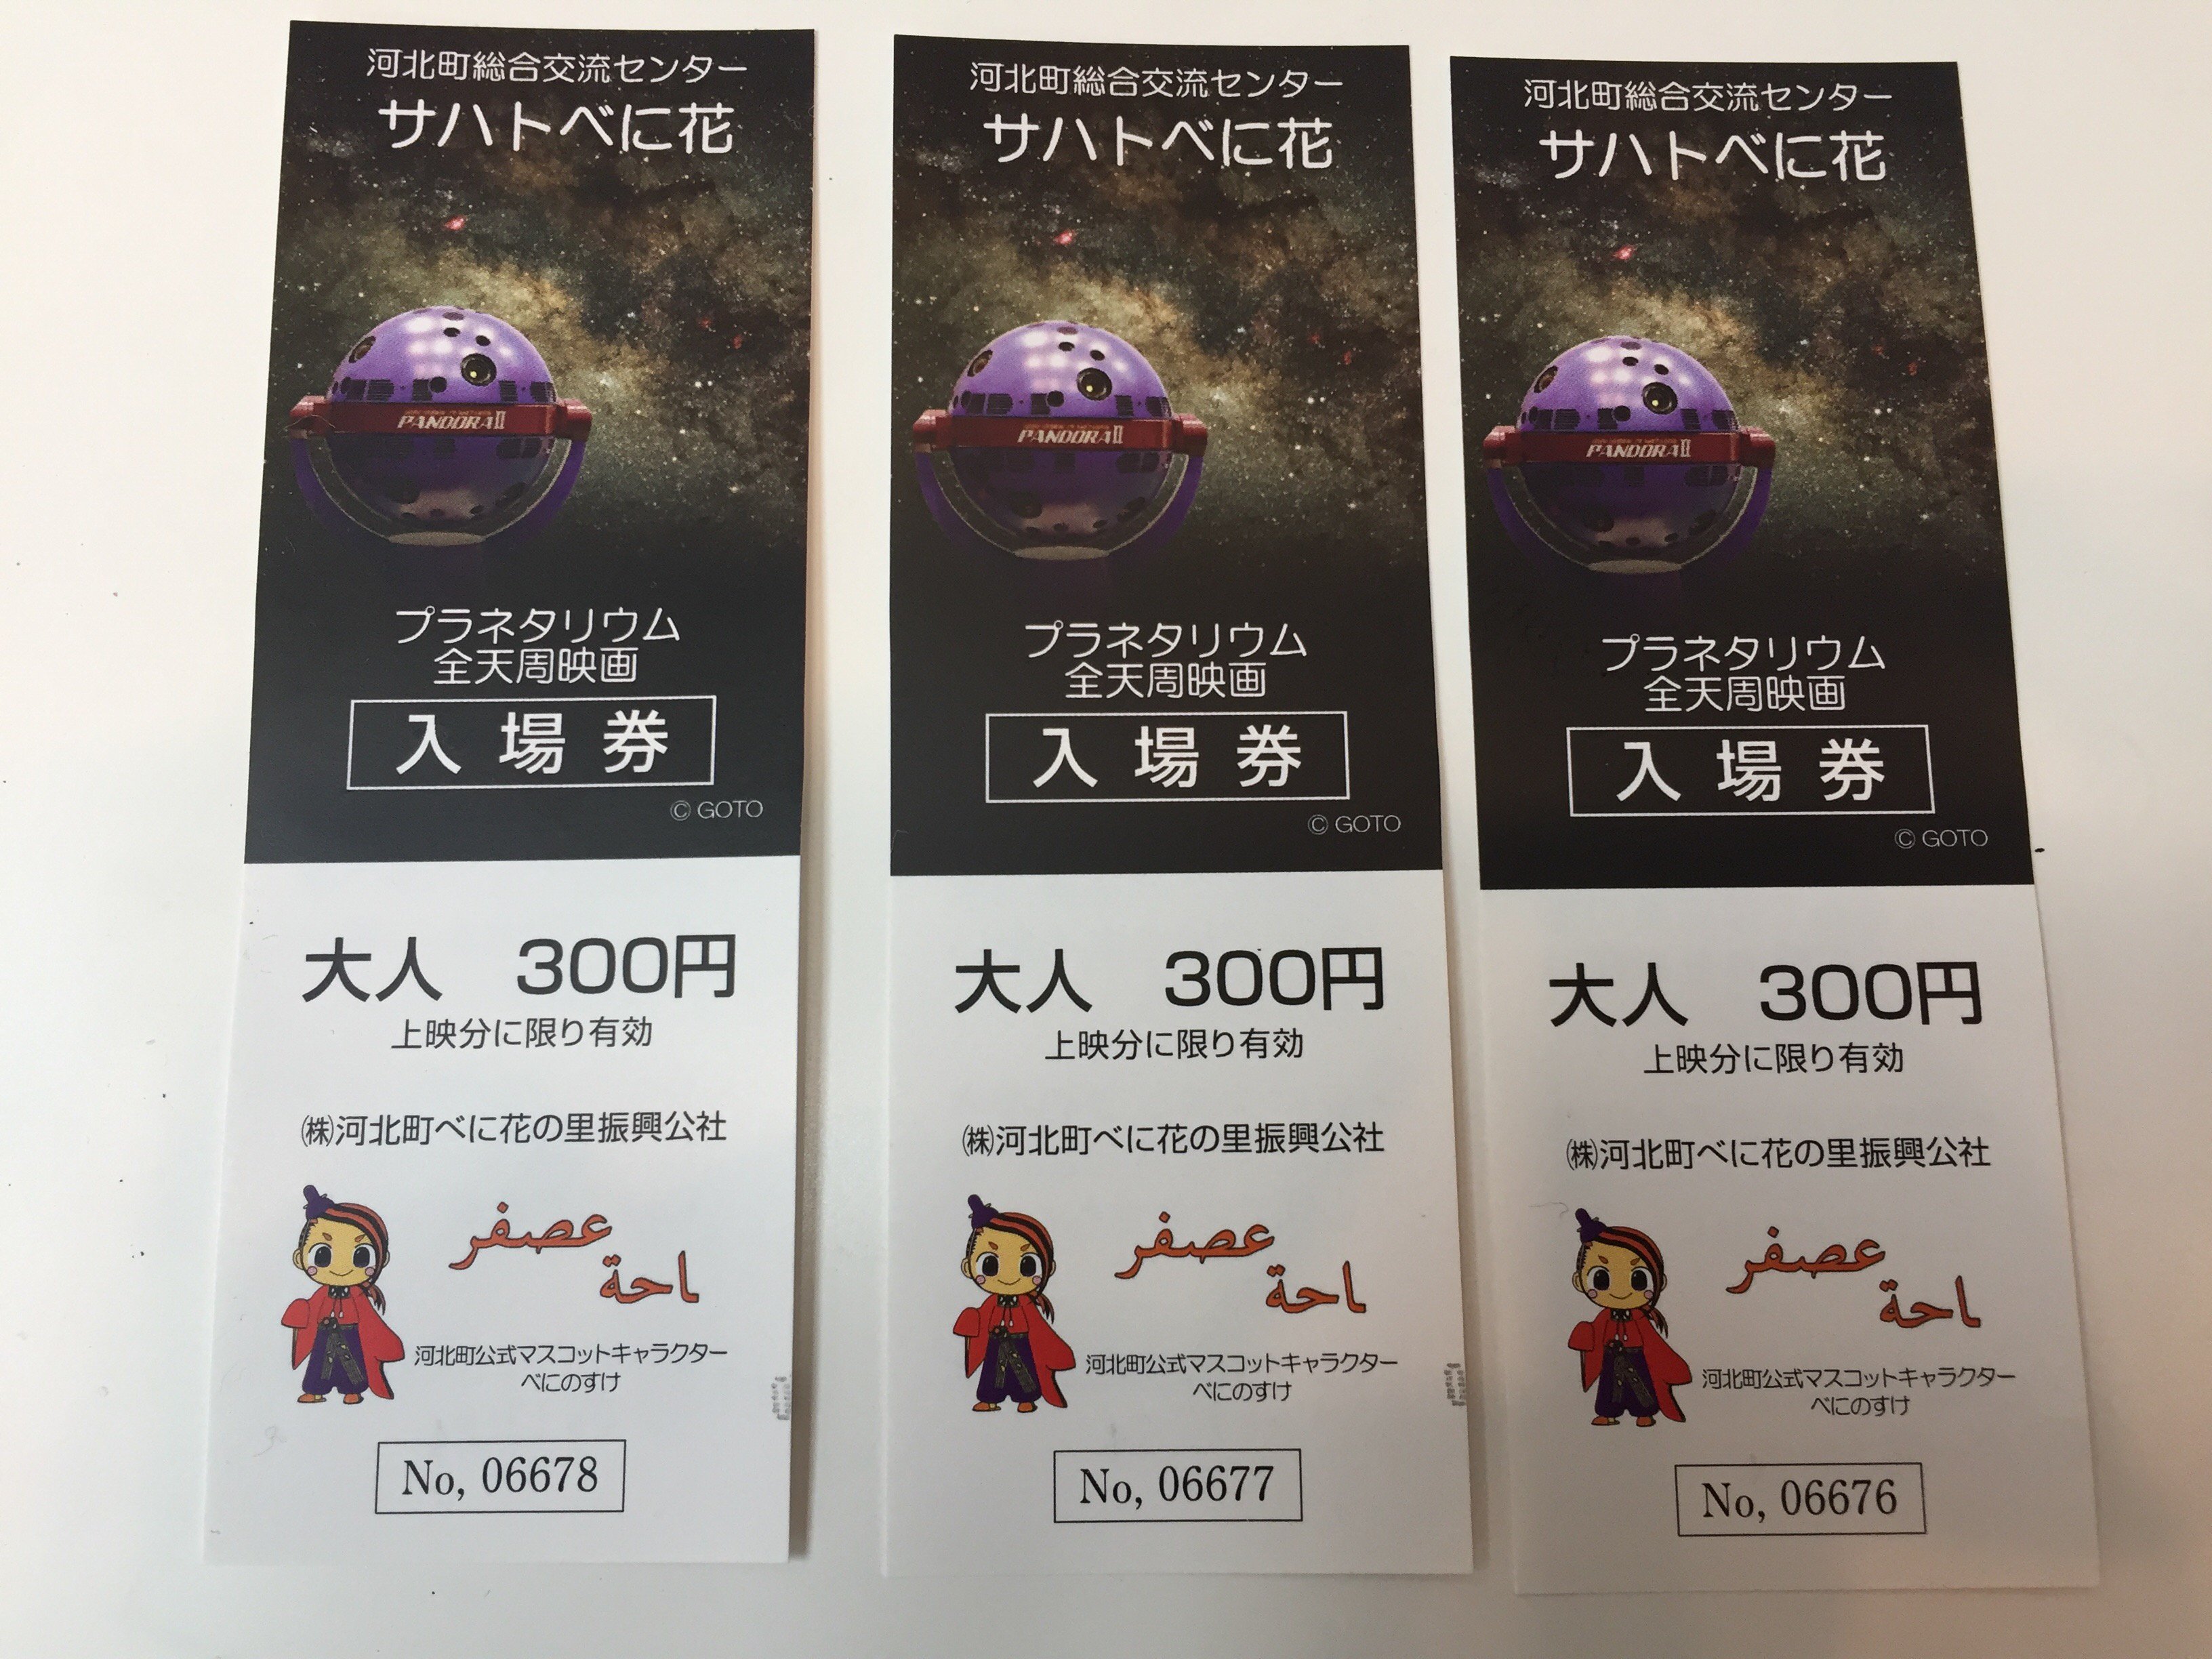 河北町総合交流センター
サハトべに花
PANDORA II
プラネタリウム
全天周映画
入場券
© GOTO
大人 300円
上映分に限り有効
㈱河北町べに花の里振興公社
عصفر
ﺎحة
河北町公式マスコットキャラクター
べにのすけ
No, 06678
河北町総合交流センター
サハトべに花
PANDORA II
プラネタリウム
全天周映画
入場券
© GOTO
大人 300円
上映分に限り有効
㈱河北町べに花の里振興公社
عصفر
ﺎحة
河北町公式マスコットキャラクター
べにのすけ
No, 06677
河北町総合交流センター
サハトべに花
PANDORA II
プラネタリウム
全天周映画
入場券
© GOTO
大人 300円
上映分に限り有効
㈱河北町べに花の里振興公社
عصفر
ﺎحة
河北町公式マスコットキャラクター
べにのすけ
No, 06676